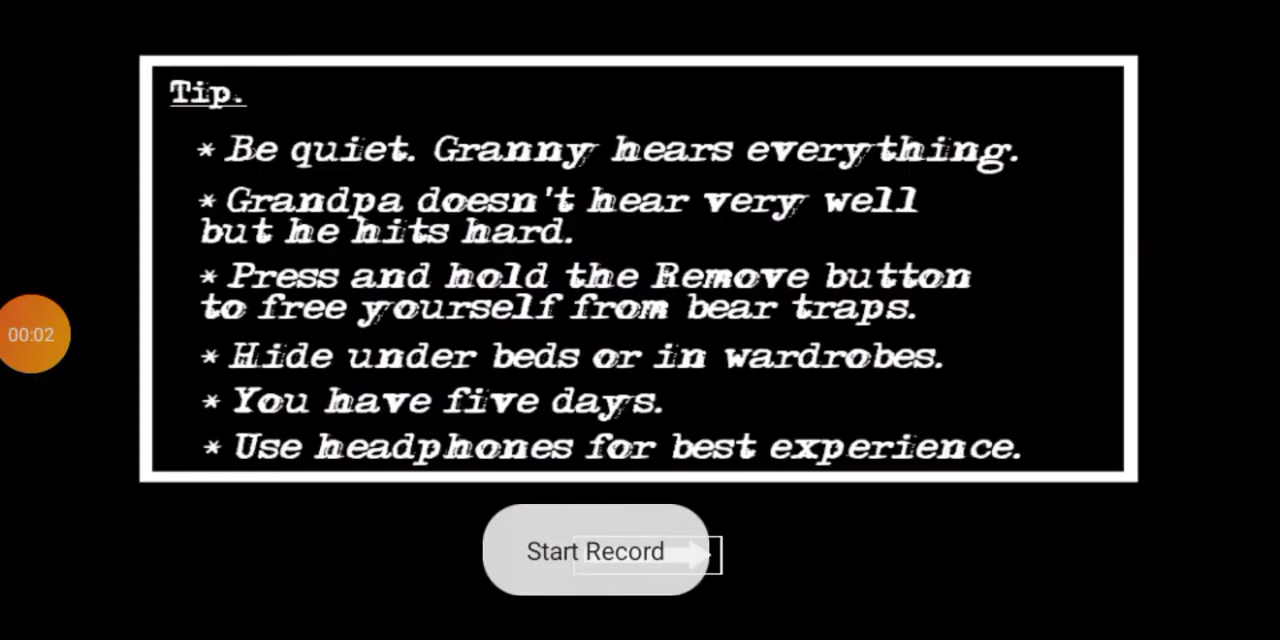 Tip.
* Be quiet. Granny hears everything.
* Grandpa doesn't hear very well
but he hits hard.
* Press and hold the Remove button
to free yourself from bear traps.
* Hide under beds or in wardrobes.
* You have five days.
* Use headphones for best experience.
00:02
Start Record